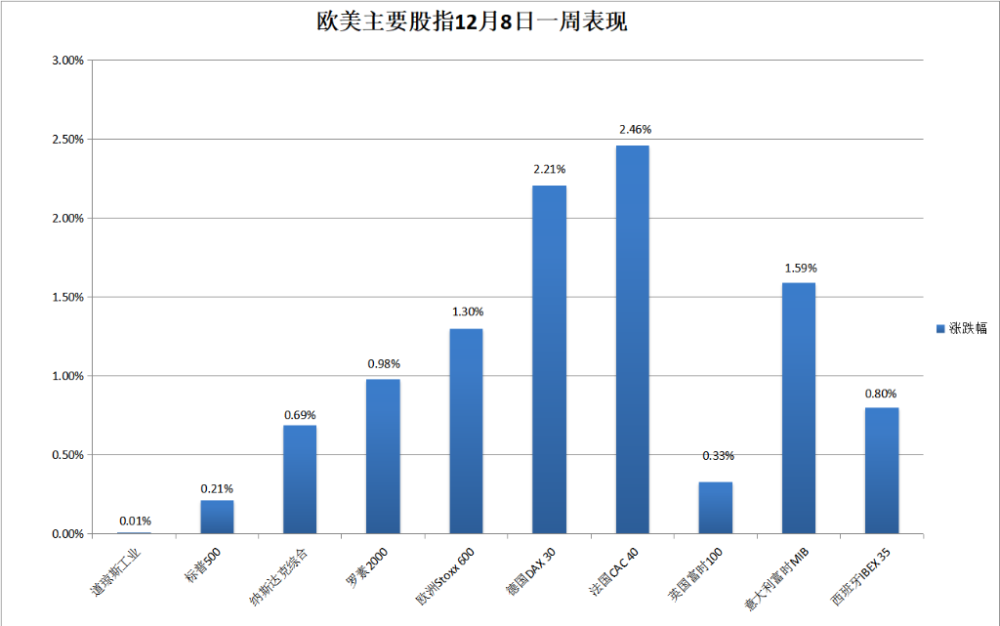 欧美主要股指12月8日一周表现
3.00%
2.50%
2.00%
1.50%
1.00%
0.50%
0.00%
0.01%
0.21%
0.69%
0.98%
1.30%
2.21%
2.46%
0.33%
1.59%
0.80%
道琼斯工业
标普500
纳斯达克综合
罗素2000
欧洲Stoxx 600
德国DAX 30
法国CAC 40
英国富时100
意大利富时MIB
西班牙IBEX 35
涨跌幅